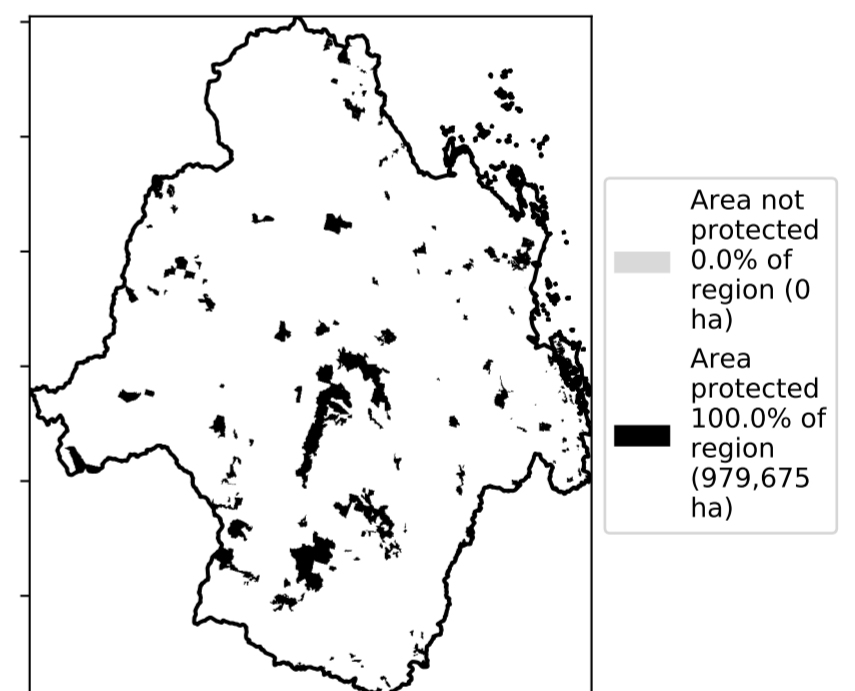 Area not
protected
0.0% of
region (0
ha)
Area
protected
100.0% of
region
(979,675
ha)